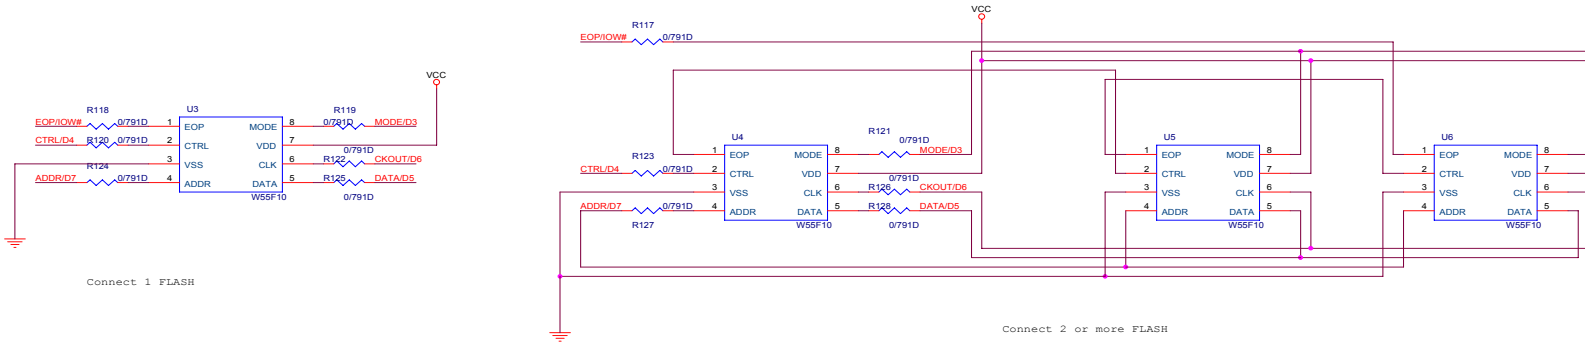 VCC
R117
EOP/IOW#
0/791D
VCC
R118
U3
R119
EOP/IOW#
0/791D
1
EOP
MODE
8
0/791D
MODE/D3
CTRL/D4
R120
0/791D
2
CTRL
VDD
7
0/791D
3
VSS
CLK
6
R122
CKOUT/D6
R124
ADDR/D7
0/791D
4
ADDR
DATA
5
R125
DATA/D5
W55F10
0/791D
Connect 1 FLASH
U4
R121
0/791D
1
EOP
MODE
8
MODE/D3
R123
CTRL/D4
0/791D
2
CTRL
VDD
7
0/791D
3
VSS
CLK
6
R126
CKOUT/D6
ADDR/D7
0/791D
4
ADDR
DATA
5
R128
DATA/D5
R127
W55F10
0/791D
U5
1
EOP
MODE
8
2
CTRL
VDD
7
3
VSS
CLK
6
4
ADDR
DATA
5
W55F10
U6
1
EOP
MODE
8
2
CTRL
VDD
7
3
VSS
CLK
6
4
ADDR
DATA
5
W55F10
Connect 2 or more FLASH